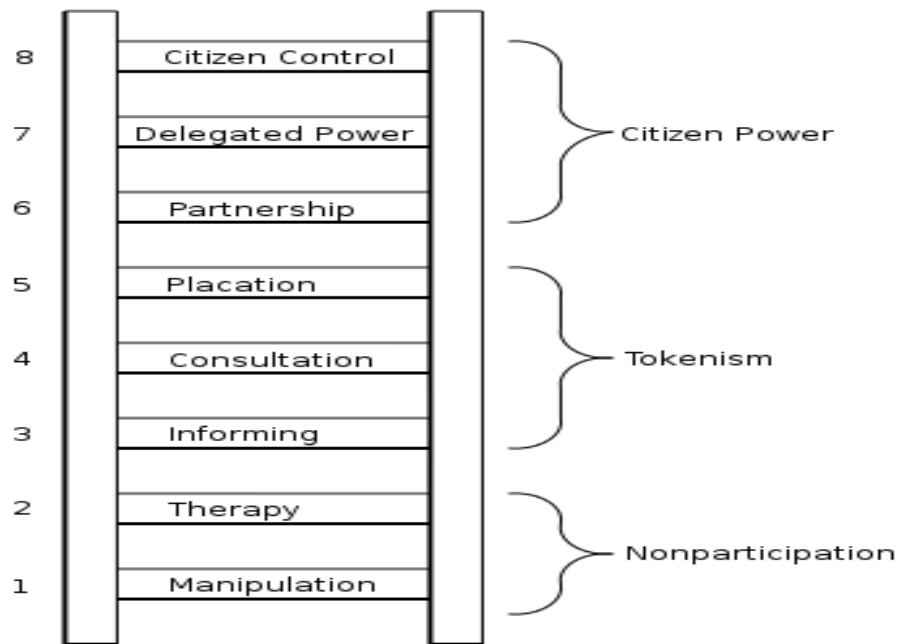 8 Citizen Control
7 Delegated Power Citizen Power
6 Partnership
5 Placation
4 Consultation Tokenism
3 Informing
2 Therapy
Nonparticipation
1 Manipulation